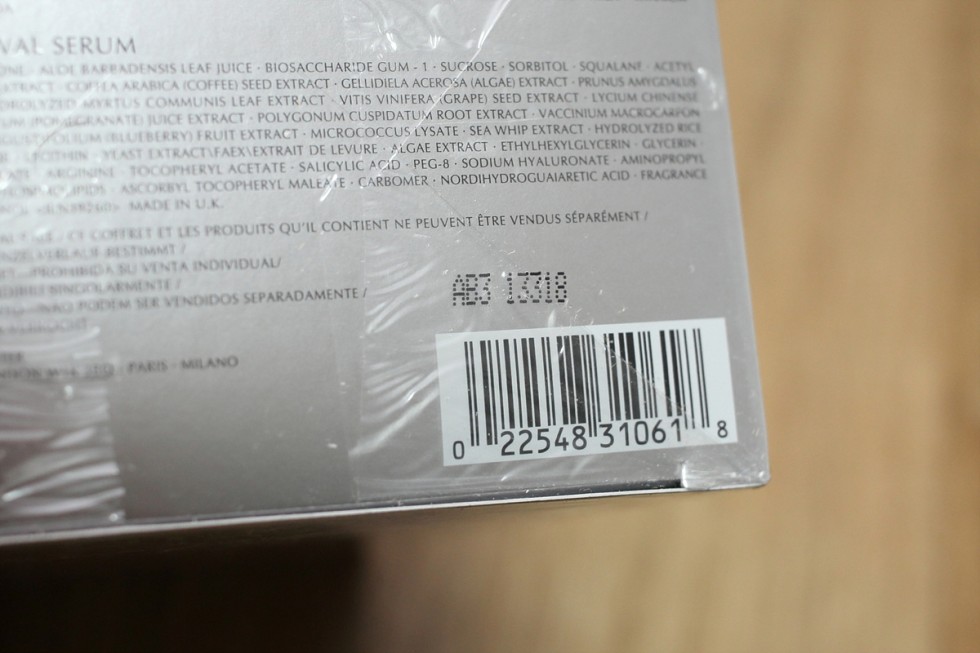 VAL SERUM
ALOE BARBADENSIS LEAF JUICE · BIOSACCHARIDE GUM - 1 · SUCROSE · SORBITOL · SQUALANE · ACETYL
EXTRACT · COFFEA ARABICA (COFFEE) SEED EXTRACT · GELLIDIELA ACEROSA (ALGAE) EXTRACT · PRUNUS AMYGDALUS
DROLYZED MYRTUS COMMUNIS LEAF EXTRACT · VITIS VINIFERA (GRAPE) SEED EXTRACT · LYCIUM CHINENSE
(POMEGRANATE) JUICE EXTRACT · POLYGONUM CUSPIDATUM ROOT EXTRACT · VACCINIUM MACROCARPON
(BLUEBERRY) FRUIT EXTRACT · MICROCOCCUS LYSATE · SEA WHIP EXTRACT · HYDROLYZED RICE
LECITHIN · YEAST EXTRACT\FAEX\EXTRAIT DE LEVURE · ALGAE EXTRACT · ETHYLHEXYLGLYCERIN · GLYCERIN ·
ARGININE · TOCOPHERYL ACETATE · SALICYLIC ACID · PEG-8 · SODIUM HYALURONATE · AMINOPROPYL
· ASCORBYL TOCOPHERYL MALEATE · CARBOMER · NORDIHYDROGUAIARETIC ACID · FRAGRANCE
MADE IN U.K.
CE COFFRET ET LES PRODUITS QU'IL CONTIENT NE PEUVENT ÊTRE VENDUS SÉPARÉMENT /
BESTIMMT /
PROHIBIDA SU VENTA INDIVIDUAL/
SINGOLARMENTE /
NÃO PODEM SER VENDIDOS SEPARADAMENTE /
· PARIS · MILANO
AB3 13318
0 22548 31061 8